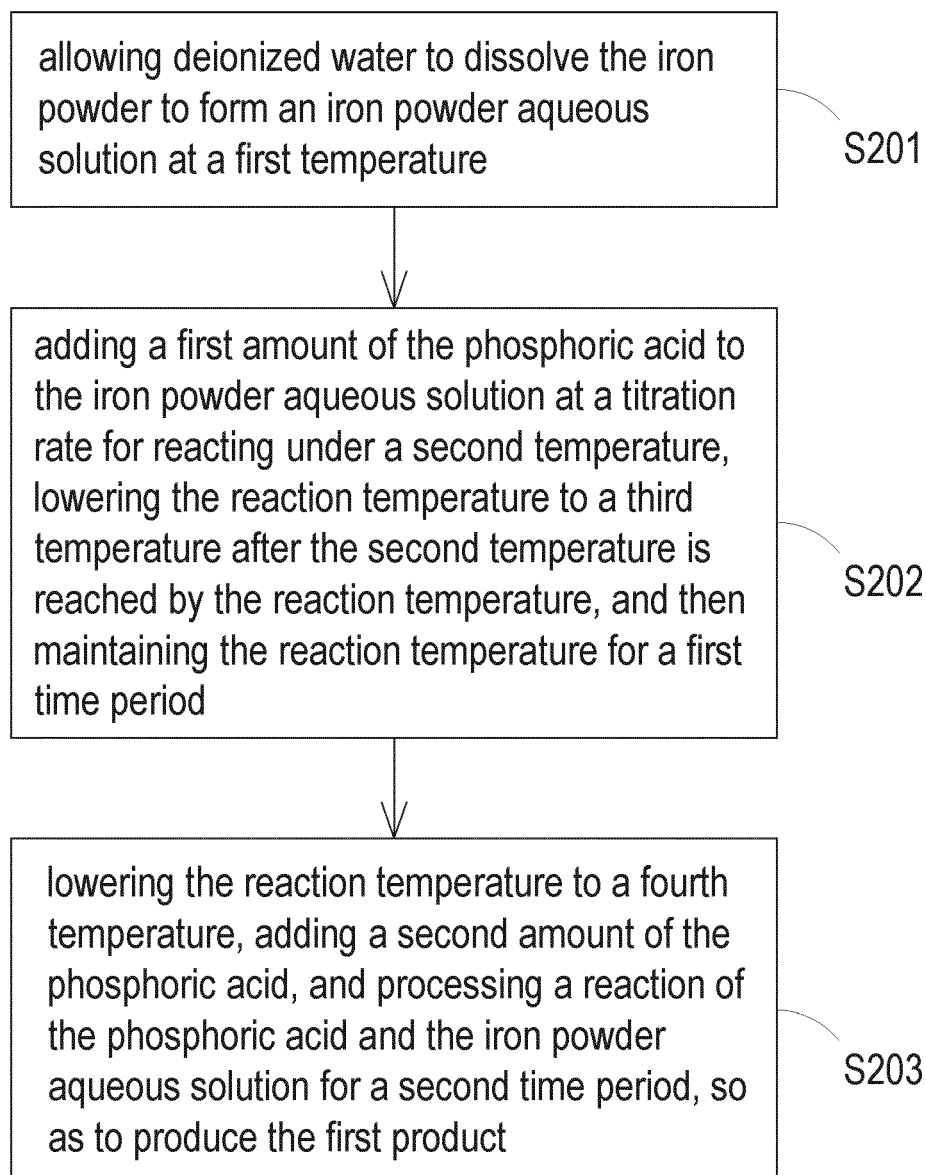 allowing deionized water to dissolve the iron
powder to form an iron powder aqueous
solution at a first temperature
S201
adding a first amount of the phosphoric acid to
the iron powder aqueous solution at a titration
rate for reacting under a second temperature,
lowering the reaction temperature to a third
temperature after the second temperature is
reached by the reaction temperature, and then
maintaining the reaction temperature for a first
time period
S202
lowering the reaction temperature to a fourth
temperature, adding a second amount of the
phosphoric acid, and processing a reaction of
the phosphoric acid and the iron powder
aqueous solution for a second time period, so
as to produce the first product
S203